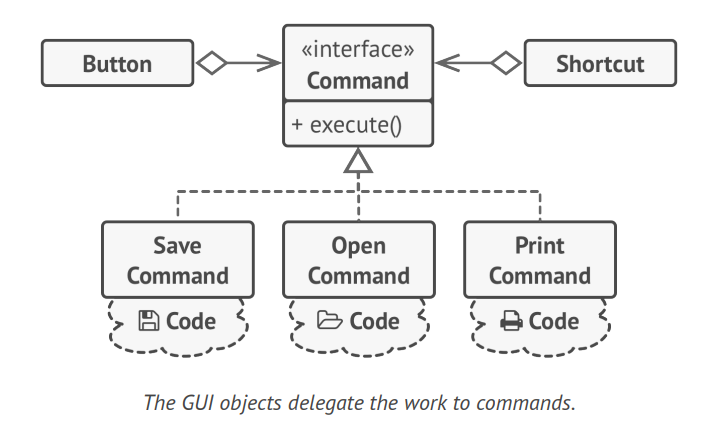 Button
«interface»
Command
Shortcut
+ execute()
Save
Command
Open
Command
Print
Command
Code
Code
Code
The GUI objects delegate the work to commands.